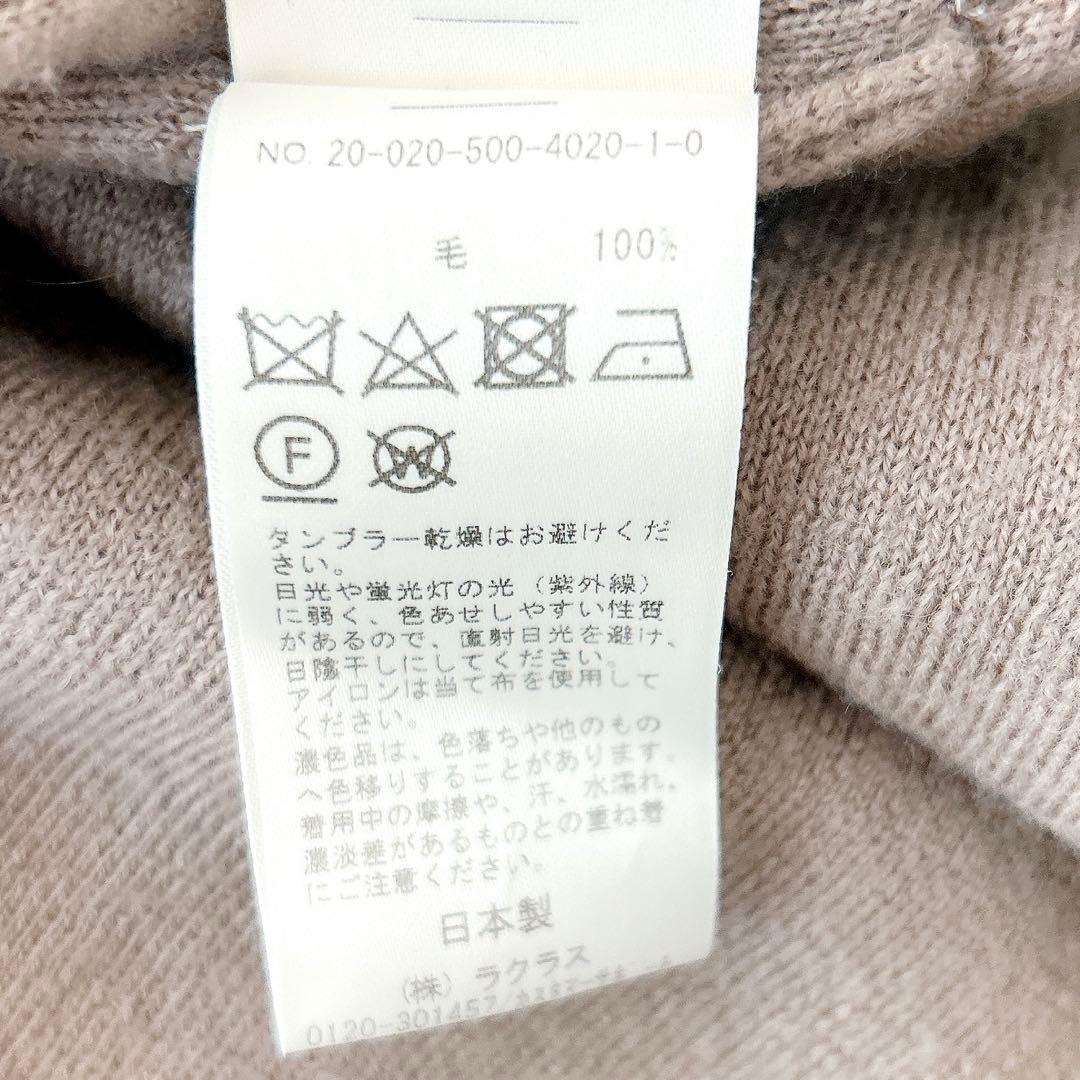 NO. 20-020-500-4020-1-0
毛 100%
F W
タンブラー乾燥はお避けくだ
さい。
日光や蛍光灯の光(紫外線)
に弱く、色あせしやすい性質
があるので、直射日光を避け、
日陰干しにしてください。
アイロンは当て布を使用して
ください。
濃色品は、色落ちや他のもの
へ色移りすることがあります。
着用中の摩擦や、汗、水濡れ、
濃淡差があるものとの重ね着
にご注意ください。
日本製
(株)ラクラス
0120-301457